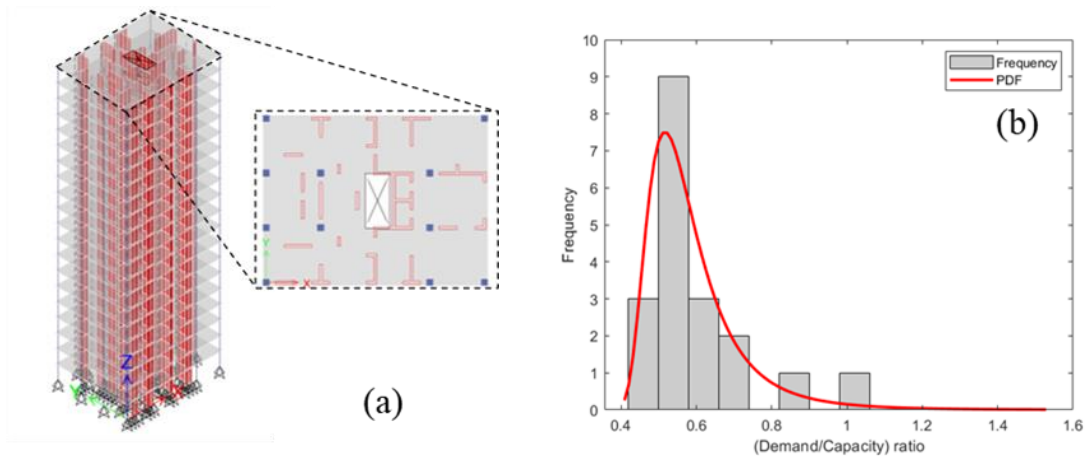 Z
Y
X
(a)
Y
X
10
9
8
7
6
5
4
3
2
1
0
Frequency
0.4 0.6 0.8 1 1.2 1.4 1.6
(Demand/Capacity) ratio
Frequency
PDF
(b)